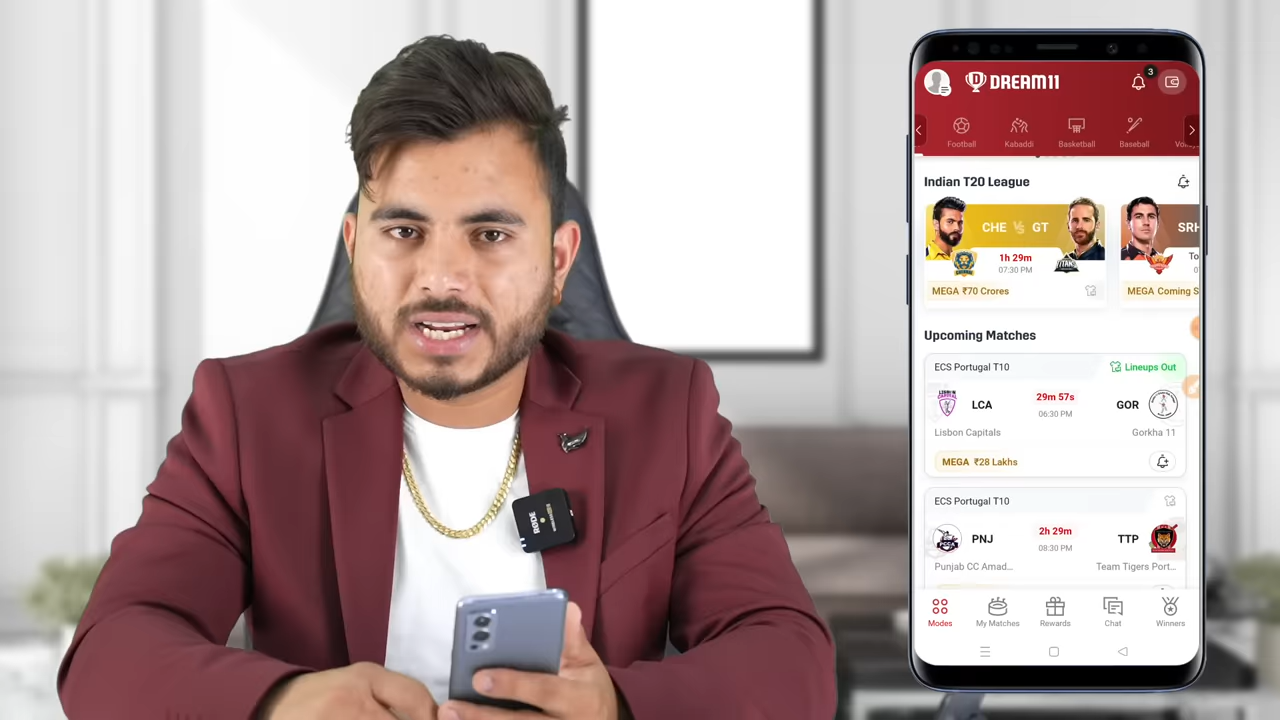 DREAM11
3
Football
Kabaddi
Basketball
Baseball
Indian T20 League
CHE VS GT
1h 29m
07:30 PM
TITANS
MEGA ₹70 Crores
SRH
MEGA Coming S
Upcoming Matches
ECS Portugal T10
Lineups Out
LCA
29m 57s
06:30 PM
GOR
Lisbon Capitals
Gorkha 11
MEGA ₹28 Lakhs
ECS Portugal T10
PNJ
2h 29m
08:30 PM
TTP
Punjab CC Amad...
Team Tigers Port...
Modes
My Matches
Rewards
Chat
Winners
RODE